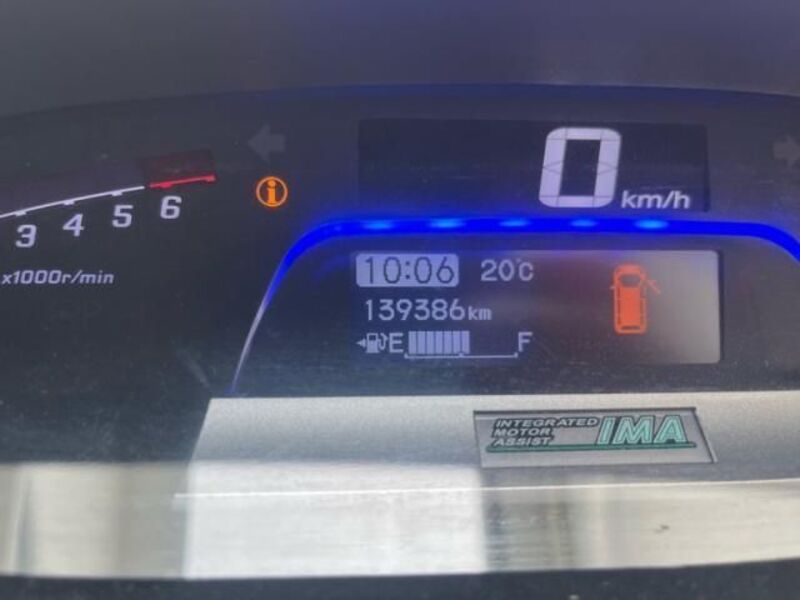 0 km/h
3 4 5 6
x1000r/min
10:06 20°C
139386km
E F
INTEGRATED
MOTOR
ASSIST IMA